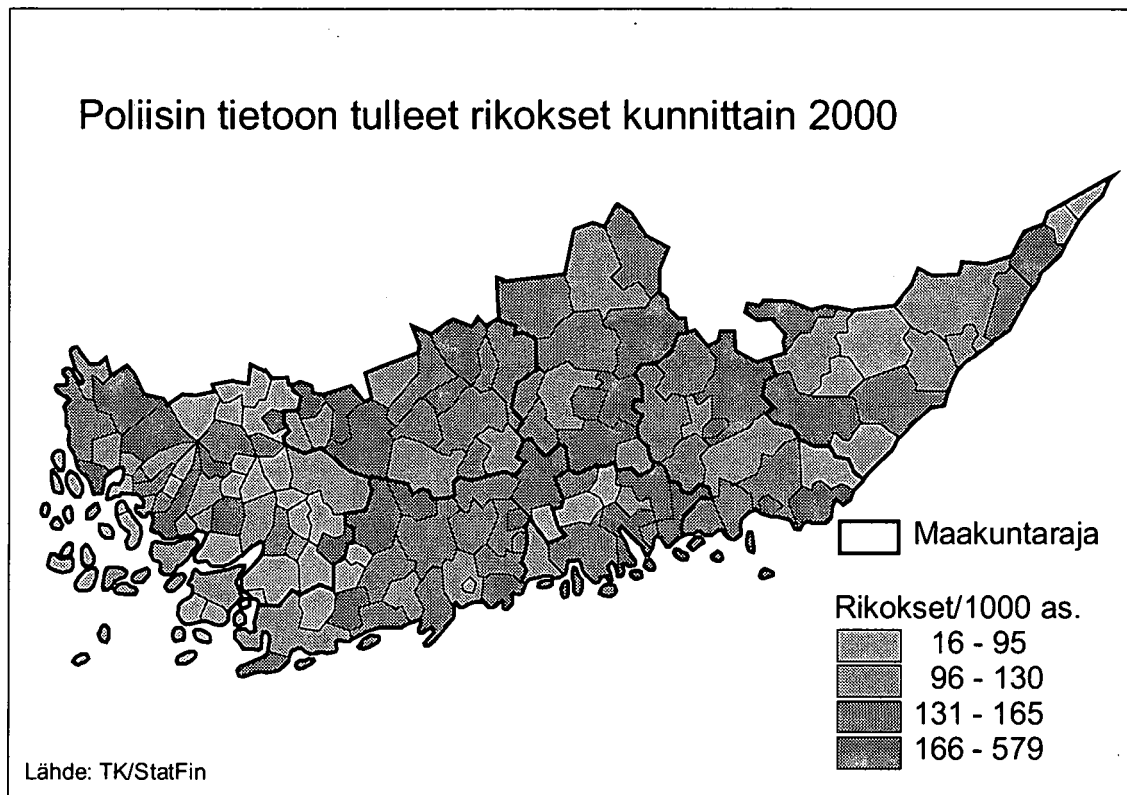 Poliisin tietoon tulleet rikokset kunnittain 2000
Maakuntaraja
Rikokset/1000 as.
16 - 95
96 - 130
131 - 165
166 - 579
Lähde: TK/StatFin